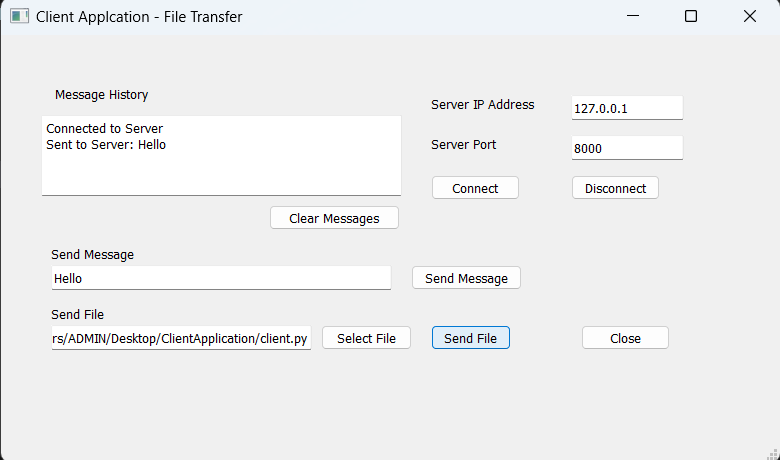 Client Applcation - File Transfer
Message History
Connected to Server
Sent to Server: Hello
Clear Messages
Server IP Address
127.0.0.1
Server Port
8000
Connect
Disconnect
Send Message
Hello
Send Message
Send File
rs/ADMIN/Desktop/ClientApplication/client.py
Select File
Send File
Close